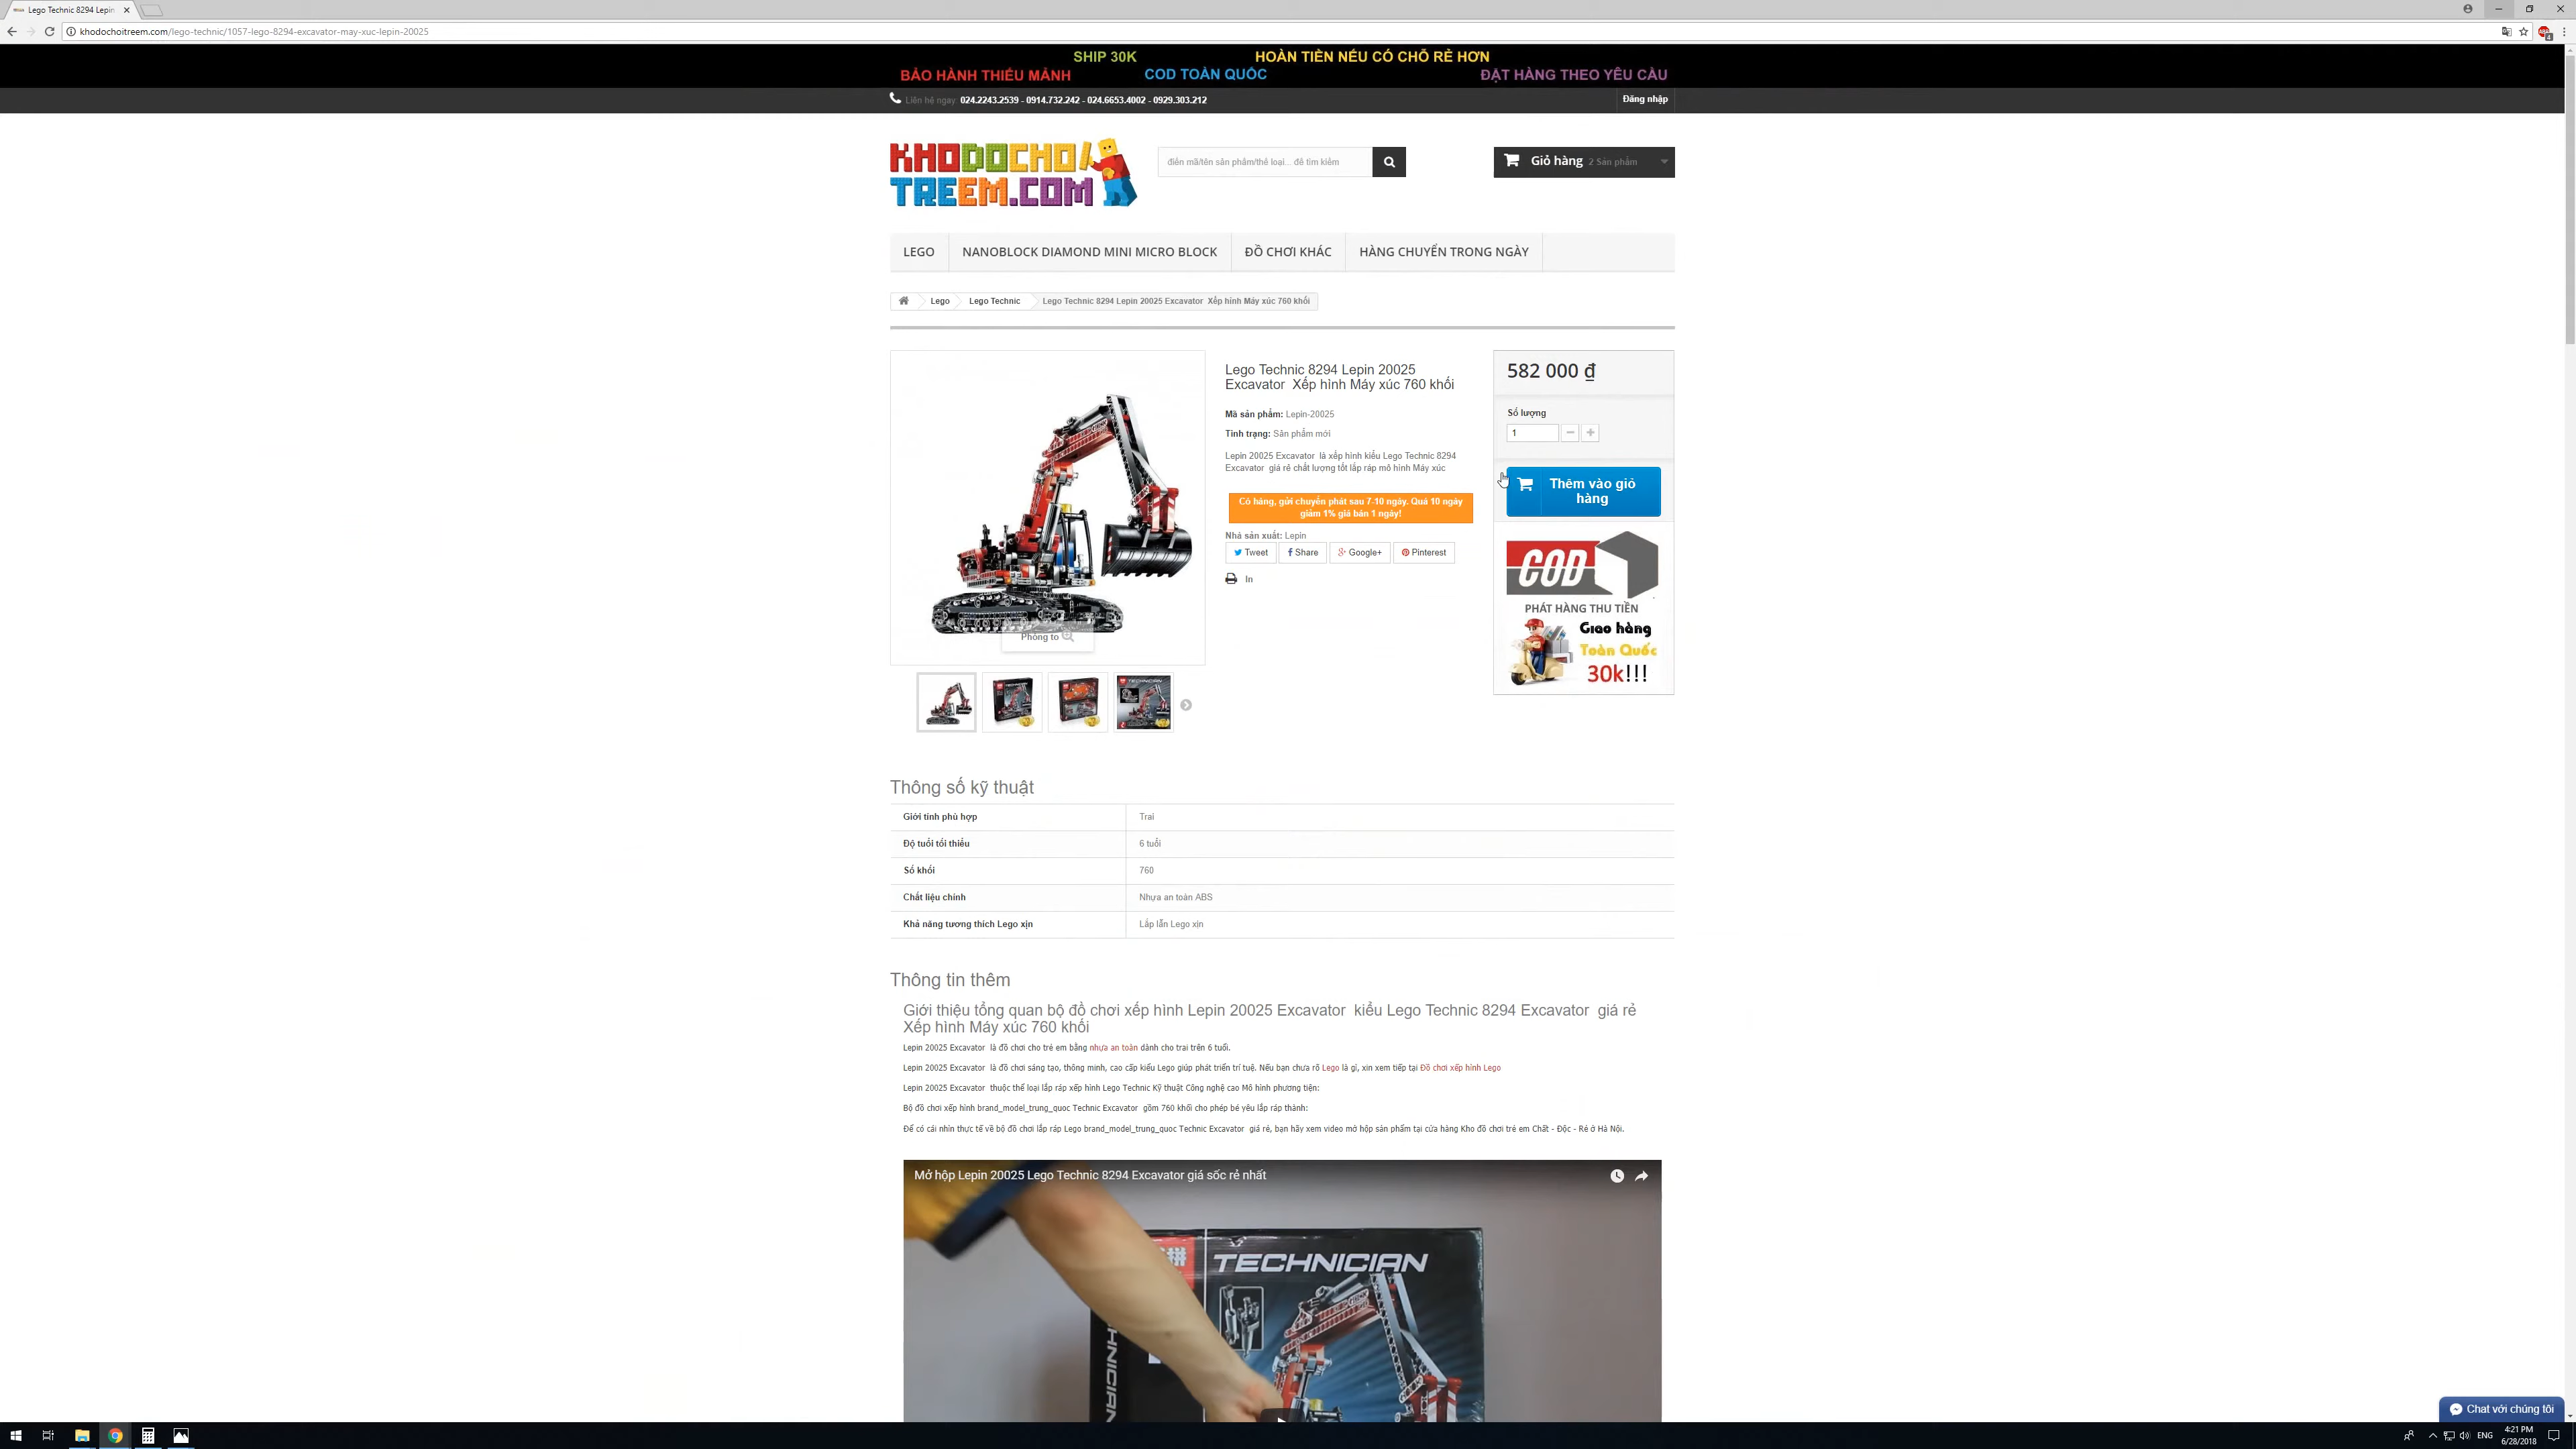 Lego Technic 8294 Lepin
khodochoitreem.com/lego-technic/1057-lego-8294-excavator-may-xuc-lepin-20025
SHIP 30K
HOÀN TIỀN NẾU CÓ CHỖ RẺ HƠN
BẢO HÀNH THIẾU MẢNH
COD TOÀN QUỐC
ĐẶT HÀNG THEO YÊU CẦU
Liên hệ ngay: 024.2243.2539 - 0914.732.242 - 024.6653.4002 - 0929.303.212
Đăng nhập
KHODOCHOI
TREEM.COM
điền mã/tên sản phẩm/thể loại... để tìm kiếm
Giỏ hàng 2 Sản phẩm
LEGO
NANOBLOCK DIAMOND MINI MICRO BLOCK
ĐỒ CHƠI KHÁC
HÀNG CHUYỂN TRONG NGÀY
Lego
Lego Technic
Lego Technic 8294 Lepin 20025 Excavator Xếp hình Máy xúc 760 khối
Phóng to
Lego Technic 8294 Lepin 20025
Excavator Xếp hình Máy xúc 760 khối
Mã sản phẩm: Lepin-20025
Tình trạng: Sản phẩm mới
Lepin 20025 Excavator là xếp hình kiểu Lego Technic 8294
Excavator giá rẻ chất lượng tốt lắp ráp mô hình Máy xúc
Có hàng, gửi chuyển phát sau 7-10 ngày. Quá 10 ngày
giảm 1% giá bán 1 ngày!
Nhà sản xuất: Lepin
Tweet
Share
Google+
Pinterest
In
582 000 ₫
Số lượng
1
Thêm vào giỏ
hàng
COD
PHÁT HÀNG THU TIỀN
Giao hàng
Toàn Quốc
30k!!!
Thông số kỹ thuật
Giới tính phù hợp Trai
Độ tuổi tối thiểu 6 tuổi
Số khối 760
Chất liệu chính Nhựa an toàn ABS
Khả năng tương thích Lego xịn Lắp lẫn Lego xịn
Thông tin thêm
Giới thiệu tổng quan bộ đồ chơi xếp hình Lepin 20025 Excavator kiểu Lego Technic 8294 Excavator giá rẻ
Xếp hình Máy xúc 760 khối
Lepin 20025 Excavator là đồ chơi cho trẻ em bằng nhựa an toàn dành cho trai trên 6 tuổi.
Lepin 20025 Excavator là đồ chơi sáng tạo, thông minh, cao cấp kiểu Lego giúp phát triển trí tuệ. Nếu bạn chưa rõ Lego là gì, xin xem tiếp tại Đồ chơi xếp hình Lego
Lepin 20025 Excavator thuộc thể loại lắp ráp xếp hình Lego Technic Kỹ thuật Công nghệ cao Mô hình phương tiện:
Bộ đồ chơi xếp hình brand_model_trung_quoc Technic Excavator gồm 760 khối cho phép bé yêu lắp ráp thành:
Để có cái nhìn thực tế về bộ đồ chơi lắp ráp Lego brand_model_trung_quoc Technic Excavator giá rẻ, bạn hãy xem video mở hộp sản phẩm tại cửa hàng Kho đồ chơi trẻ em Chất - Độc - Rẻ ở Hà Nội.
Mở hộp Lepin 20025 Lego Technic 8294 Excavator giá sốc rẻ nhất
拼
TECHNICIAN
HNICIAN
Chat với chúng tôi
ENG
4:21 PM
6/28/2018